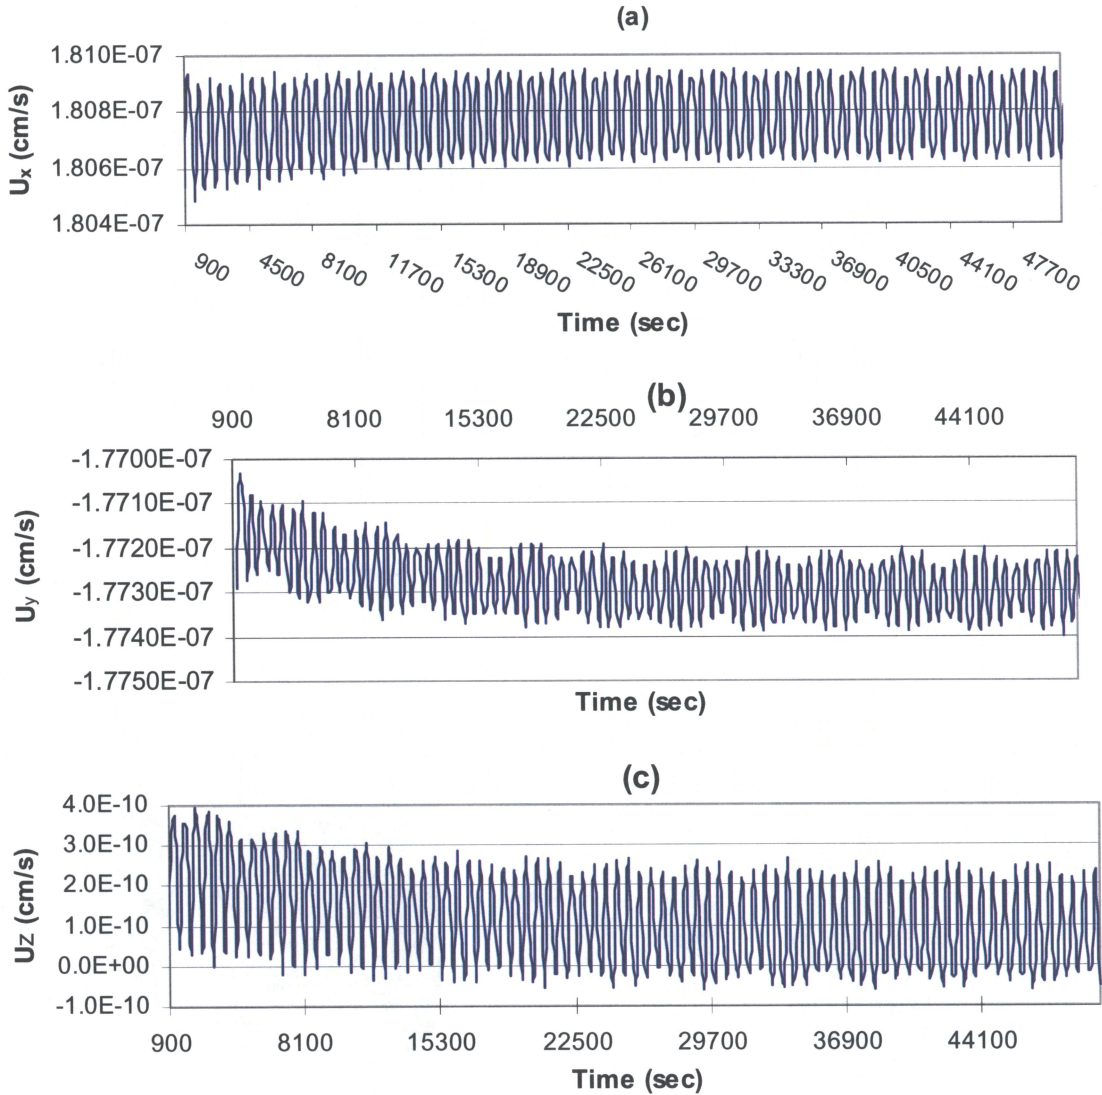 (a)
1.810E-07
1.808E-07
1.806E-07
1.804E-07
Ux (cm/s)
900 4500 8100 11700 15300 18900 22500 26100 29700 33300 36900 40500 44100 47700
Time (sec)
(b)
900 8100 15300 22500 29700 36900 44100
-1.7700E-07
-1.7710E-07
-1.7720E-07
-1.7730E-07
-1.7740E-07
-1.7750E-07
Uy (cm/s)
Time (sec)
(c)
4.0E-10
3.0E-10
2.0E-10
1.0E-10
0.0E+00
-1.0E-10
UZ (cm/s)
900 8100 15300 22500 29700 36900 44100
Time (sec)